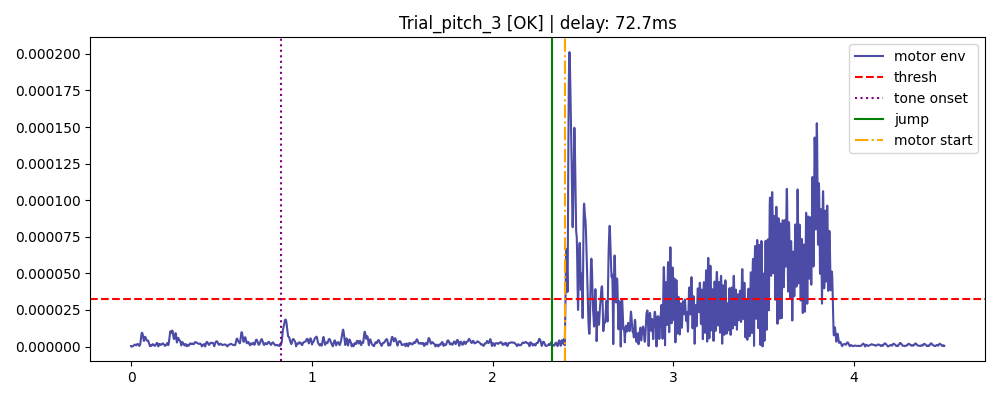 Trial_pitch_3 [OK] | delay: 72.7ms
0.000200
0.000175
0.000150
0.000125
0.000100
0.000075
0.000050
0.000025
0.000000
motor env
thresh
tone onset
jump
motor start
0 1 2 3 4